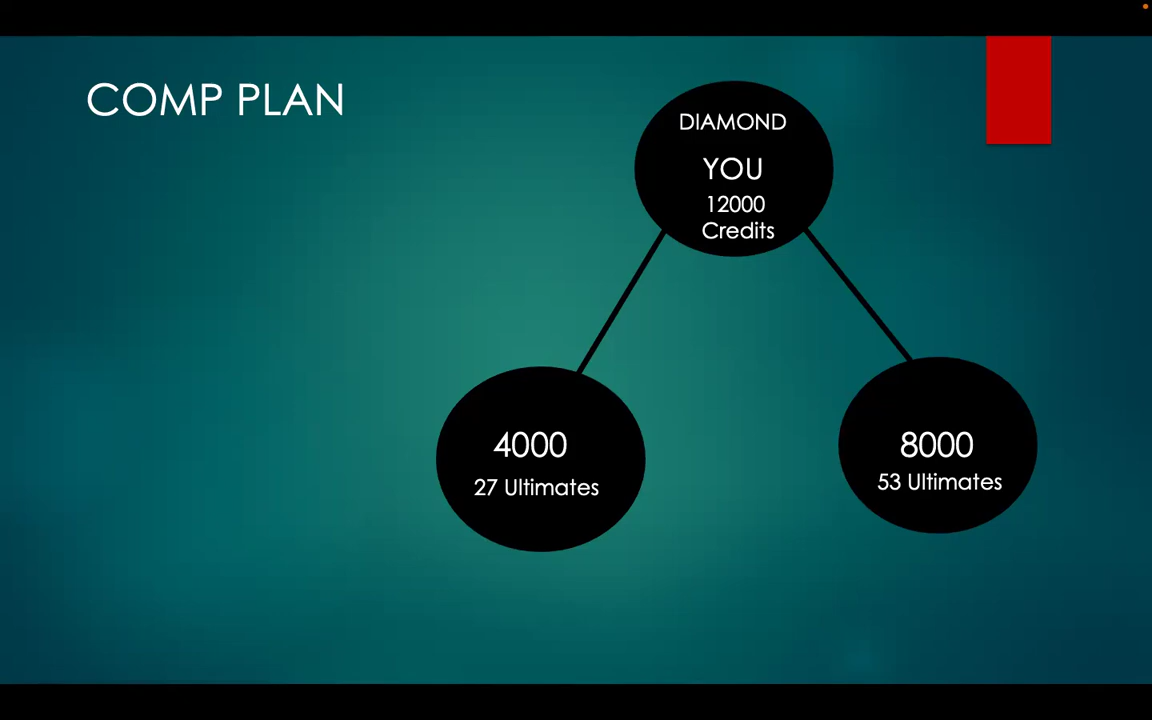 COMP PLAN
DIAMOND
YOU
12000
Credits
4000
27 Ultimates
8000
53 Ultimates